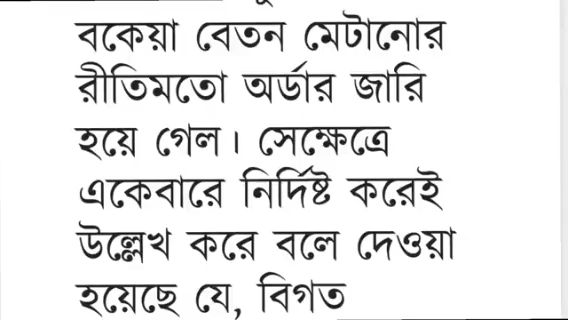 বকেয়া বেতন মেটানোর
রীতিমতো অর্ডার জারি
হয়ে গেল। সেক্ষেত্রে
একেবারে নির্দিষ্ট করেই
উল্লেখ করে বলে দেওয়া
হয়েছে যে, বিগত